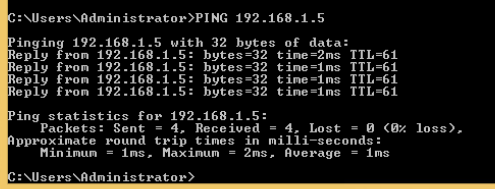 C:\Users\Administrator>PING 192.168.1.5
Pinging 192.168.1.5 with 32 bytes of data:
Reply from 192.168.1.5: bytes=32 time=2ms TTL=61
Reply from 192.168.1.5: bytes=32 time=1ms TTL=61
Reply from 192.168.1.5: bytes=32 time=1ms TTL=61
Reply from 192.168.1.5: bytes=32 time=1ms TTL=61
Ping statistics for 192.168.1.5:
Packets: Sent = 4, Received = 4, Lost = 0 (0% loss),
Approximate round trip times in milli-seconds:
Minimum = 1ms, Maximum = 2ms, Average = 1ms
C:\Users\Administrator>